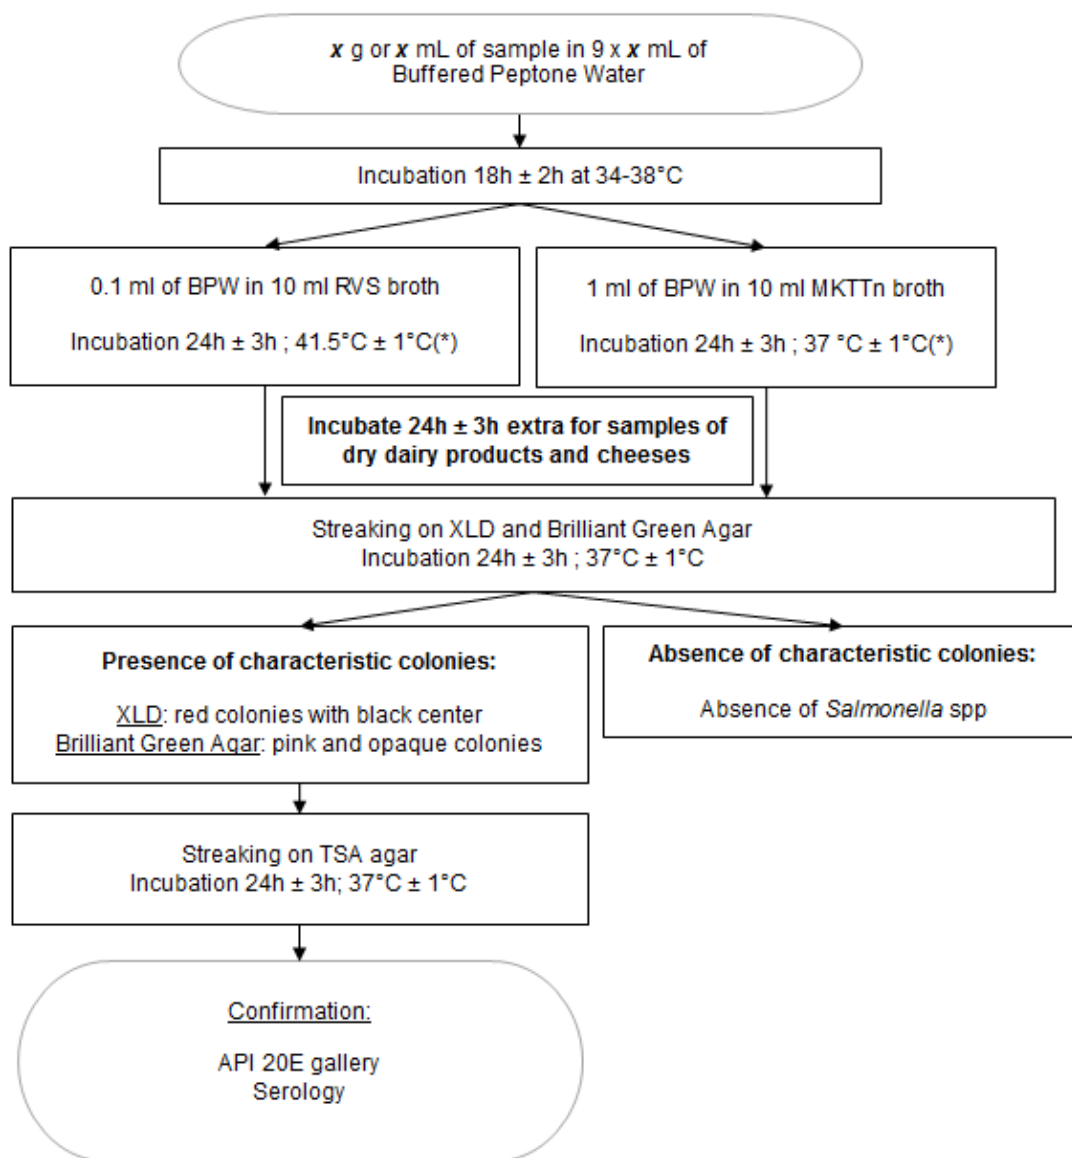 x g or x mL of sample in 9 x x mL of
Buffered Peptone Water
Incubation 18h ± 2h at 34-38°C
0.1 ml of BPW in 10 ml RVS broth
Incubation 24h ± 3h ; 41.5°C ± 1°C(*)
1 ml of BPW in 10 ml MKTTn broth
Incubation 24h ± 3h ; 37 °C ± 1°C(*)
Incubate 24h ± 3h extra for samples of
dry dairy products and cheeses
Streaking on XLD and Brilliant Green Agar
Incubation 24h ± 3h ; 37°C ± 1°C
Presence of characteristic colonies:
XLD: red colonies with black center
Brilliant Green Agar: pink and opaque colonies
Absence of characteristic colonies:
Absence of Salmonella spp
Streaking on TSA agar
Incubation 24h ± 3h; 37°C ± 1°C
Confirmation:
API 20E gallery
Serology